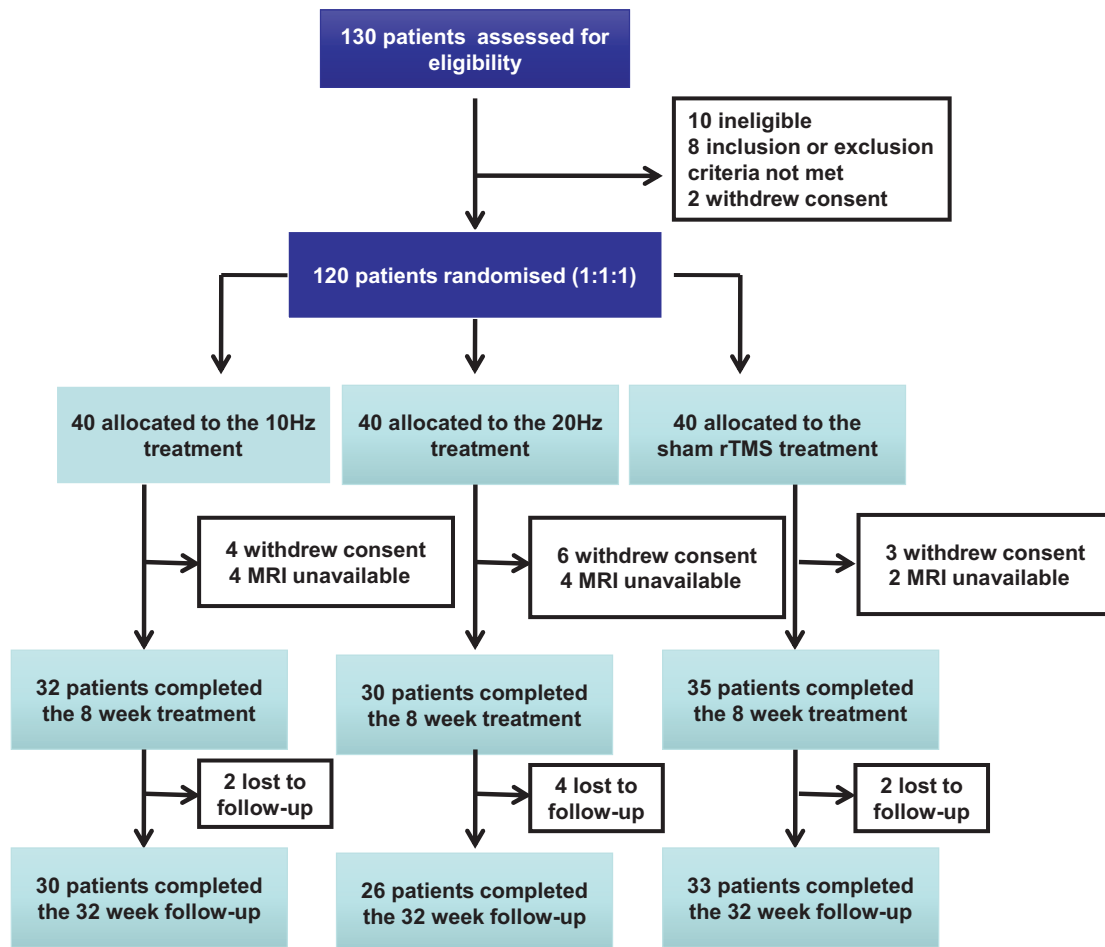 130 patients assessed for
eligibility
10 ineligible
8 inclusion or exclusion
criteria not met
2 withdrew consent
120 patients randomised (1:1:1)
40 allocated to the 10Hz
treatment
40 allocated to the 20Hz
treatment
40 allocated to the
sham rTMS treatment
4 withdrew consent
4 MRI unavailable
6 withdrew consent
4 MRI unavailable
3 withdrew consent
2 MRI unavailable
32 patients completed
the 8 week treatment
30 patients completed
the 8 week treatment
35 patients completed
the 8 week treatment
2 lost to
follow-up
4 lost to
follow-up
2 lost to
follow-up
30 patients completed
the 32 week follow-up
26 patients completed
the 32 week follow-up
33 patients completed
the 32 week follow-up